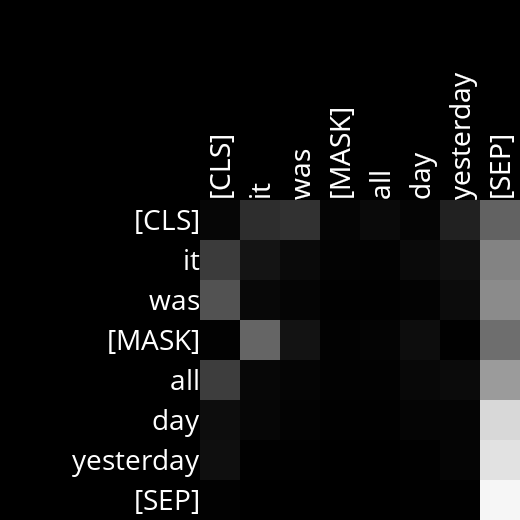 [CLS] it was [MASK] all day yesterday [SEP]
[CLS]
it
was
[MASK]
all
day
yesterday
[SEP]